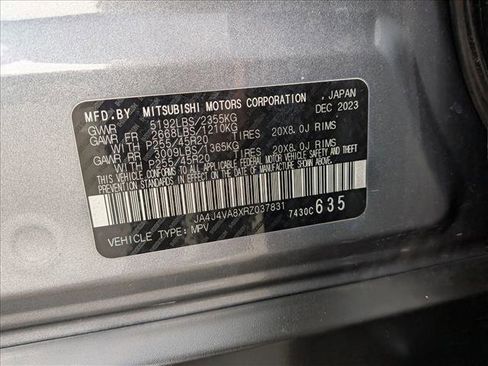 MFD.BY MITSUBISHI MOTORS CORPORATION , JAPAN
GVWR 5192LBS/2355KG DEC 2023
GAWR FR 2668LBS/1210KG
WITH P255/45R20 TIRES 20X8.0J RIMS
GAWR RR 3009LBS/1365KG
WITH P255/45R20 TIRES 20X8.0J RIMS
THIS VEHICLE CONFORMS TO ALL APPLICABLE FEDERAL MOTOR VEHICLE SAFETY AND THEFT
PREVENTION STANDARDS IN EFFECT ON THE DATE OF MANUFACTURE SHOWN ABOVE.
JA4J4VA8XRZ037831
VEHICLE TYPE: MPV 7430C635